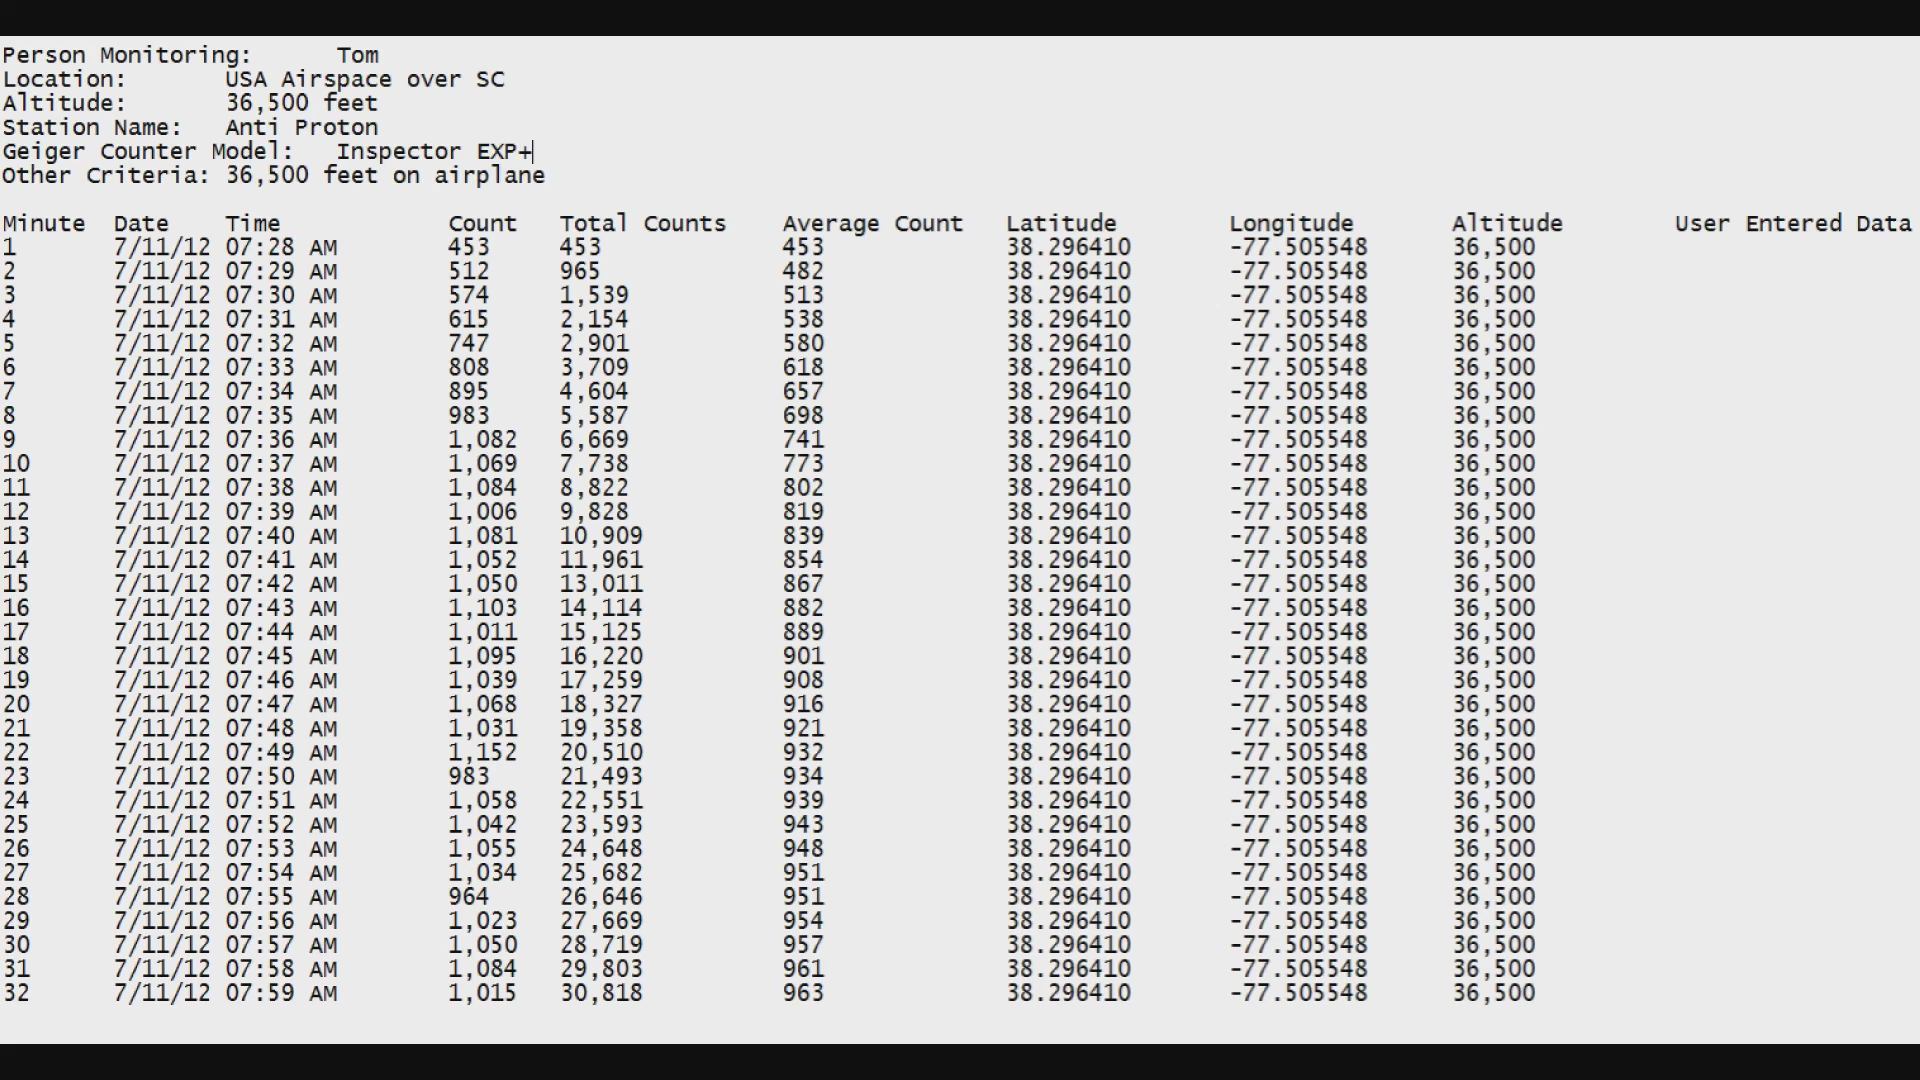 Person Monitoring: Tom
Location: USA Airspace over SC
Altitude: 36,500 feet
Station Name: Anti Proton
Geiger Counter Model: Inspector EXP+
Other Criteria: 36,500 feet on airplane
Minute Date Time Count Total Counts Average Count Latitude Longitude Altitude User Entered Data
1 7/11/12 07:28 AM 453 453 453 38.296410 -77.505548 36,500
2 7/11/12 07:29 AM 512 965 482 38.296410 -77.505548 36,500
3 7/11/12 07:30 AM 574 1,539 513 38.296410 -77.505548 36,500
4 7/11/12 07:31 AM 615 2,154 538 38.296410 -77.505548 36,500
5 7/11/12 07:32 AM 747 2,901 580 38.296410 -77.505548 36,500
6 7/11/12 07:33 AM 808 3,709 618 38.296410 -77.505548 36,500
7 7/11/12 07:34 AM 895 4,604 657 38.296410 -77.505548 36,500
8 7/11/12 07:35 AM 983 5,587 698 38.296410 -77.505548 36,500
9 7/11/12 07:36 AM 1,082 6,669 741 38.296410 -77.505548 36,500
10 7/11/12 07:37 AM 1,069 7,738 773 38.296410 -77.505548 36,500
11 7/11/12 07:38 AM 1,084 8,822 802 38.296410 -77.505548 36,500
12 7/11/12 07:39 AM 1,006 9,828 819 38.296410 -77.505548 36,500
13 7/11/12 07:40 AM 1,081 10,909 839 38.296410 -77.505548 36,500
14 7/11/12 07:41 AM 1,052 11,961 854 38.296410 -77.505548 36,500
15 7/11/12 07:42 AM 1,050 13,011 867 38.296410 -77.505548 36,500
16 7/11/12 07:43 AM 1,103 14,114 882 38.296410 -77.505548 36,500
17 7/11/12 07:44 AM 1,011 15,125 889 38.296410 -77.505548 36,500
18 7/11/12 07:45 AM 1,095 16,220 901 38.296410 -77.505548 36,500
19 7/11/12 07:46 AM 1,039 17,259 908 38.296410 -77.505548 36,500
20 7/11/12 07:47 AM 1,068 18,327 916 38.296410 -77.505548 36,500
21 7/11/12 07:48 AM 1,031 19,358 921 38.296410 -77.505548 36,500
22 7/11/12 07:49 AM 1,152 20,510 932 38.296410 -77.505548 36,500
23 7/11/12 07:50 AM 983 21,493 934 38.296410 -77.505548 36,500
24 7/11/12 07:51 AM 1,058 22,551 939 38.296410 -77.505548 36,500
25 7/11/12 07:52 AM 1,042 23,593 943 38.296410 -77.505548 36,500
26 7/11/12 07:53 AM 1,055 24,648 948 38.296410 -77.505548 36,500
27 7/11/12 07:54 AM 1,034 25,682 951 38.296410 -77.505548 36,500
28 7/11/12 07:55 AM 964 26,646 951 38.296410 -77.505548 36,500
29 7/11/12 07:56 AM 1,023 27,669 954 38.296410 -77.505548 36,500
30 7/11/12 07:57 AM 1,050 28,719 957 38.296410 -77.505548 36,500
31 7/11/12 07:58 AM 1,084 29,803 961 38.296410 -77.505548 36,500
32 7/11/12 07:59 AM 1,015 30,818 963 38.296410 -77.505548 36,500